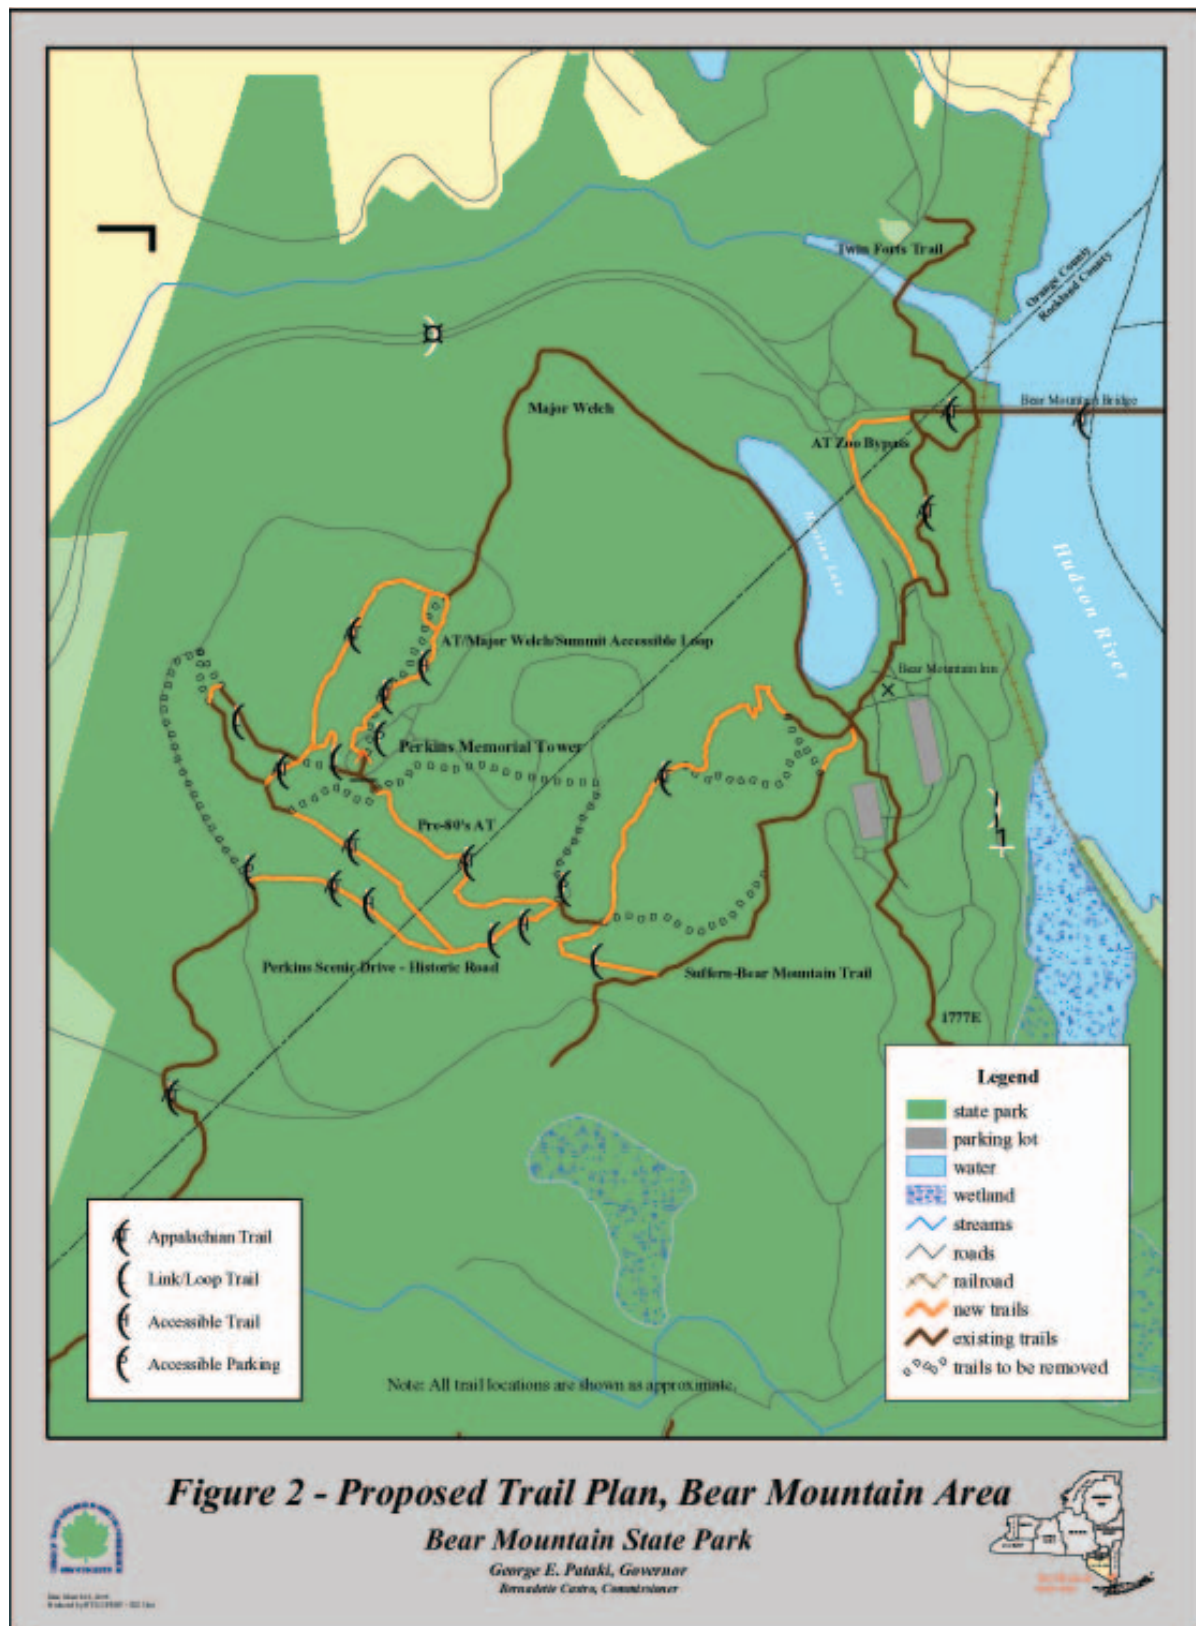 Twin Forts Trail
Orange County
Rockland County
Major Welch
Bear Mountain Bridge
AT Zoo Bypass
Hessian Lake
Hudson River
AT/Major Welch/Summit Accessible Loop
Bear Mountain Inn
Perkins Memorial Tower
Pre-80's AT
Perkins Scenic Drive - Historic Road
Suffern-Bear Mountain Trail
1777E
Legend
state park
parking lot
water
wetland
streams
roads
railroad
new trails
existing trails
trails to be removed
Appalachian Trail
Link/Loop Trail
Accessible Trail
Accessible Parking
Note: All trail locations are shown as approximate.
Figure 2 - Proposed Trail Plan, Bear Mountain Area
Bear Mountain State Park
George E. Pataki, Governor
Bernadette Castro, Commissioner